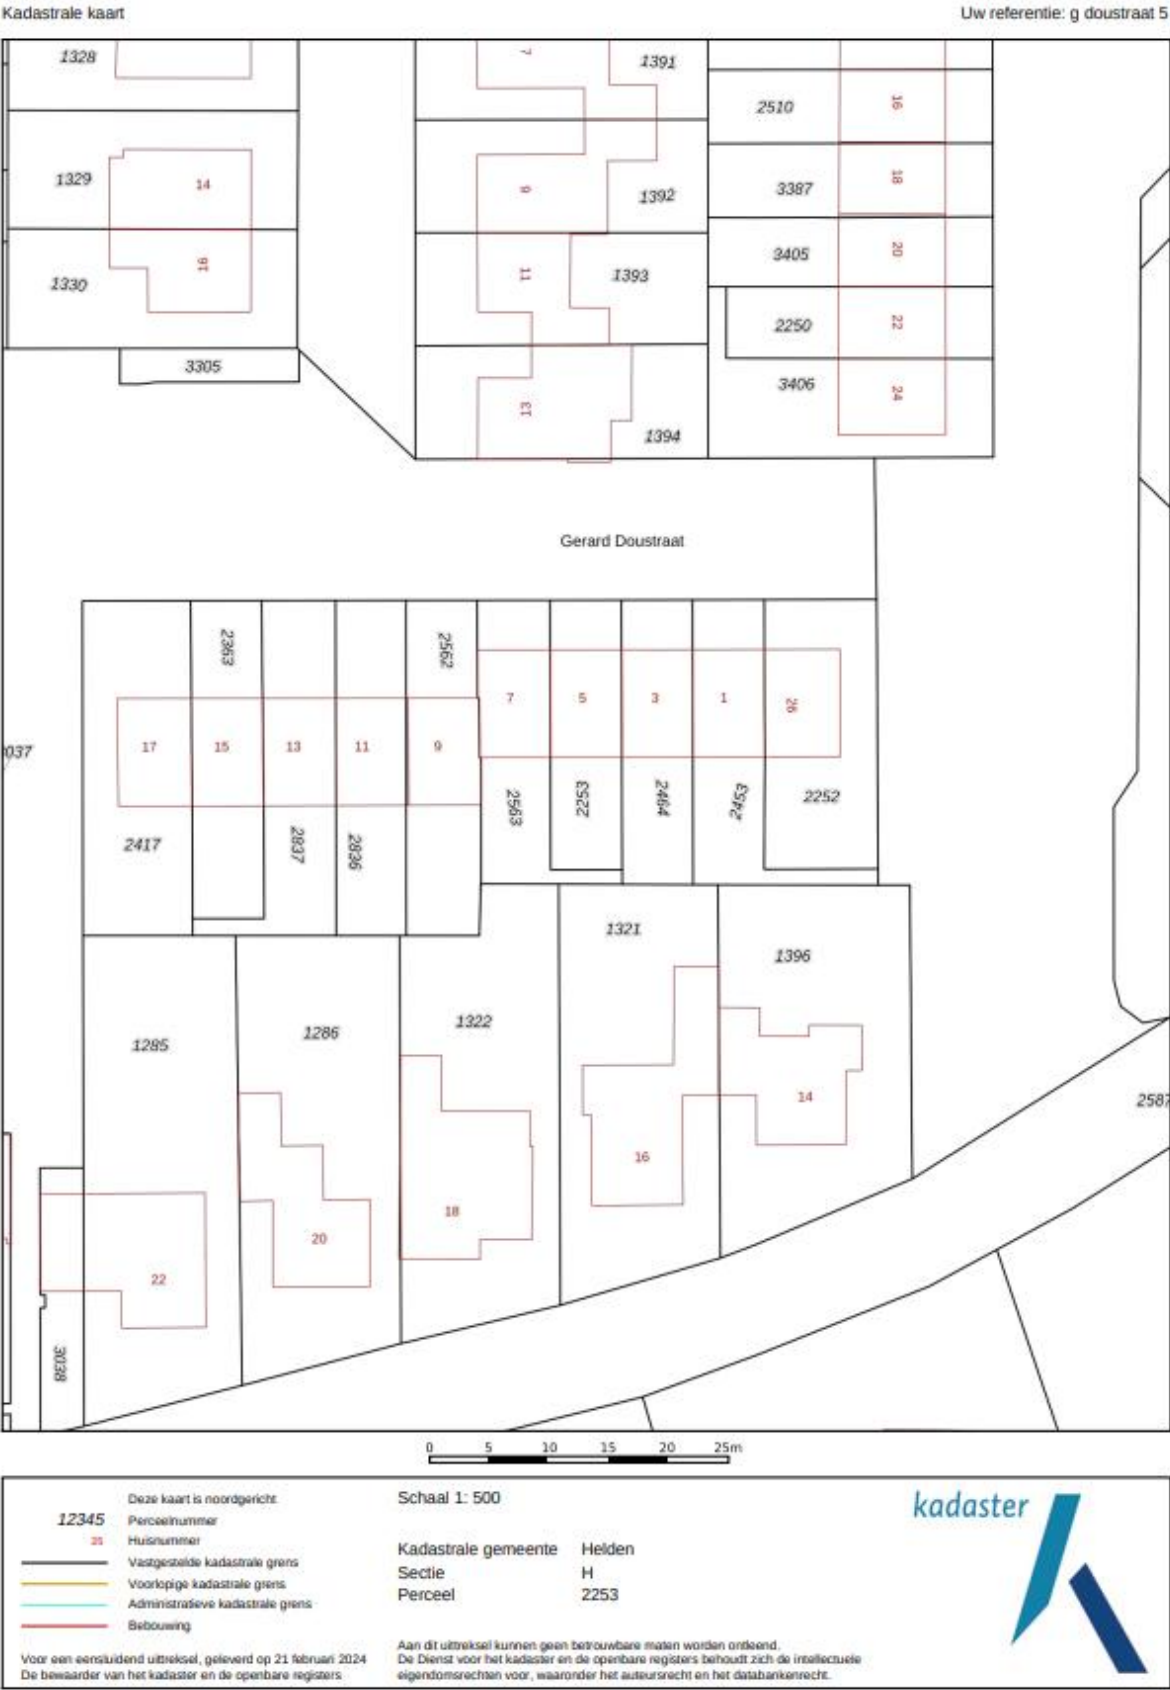 Kadastrale kaart
Uw referentie: g doustraat 5
1328
7
1391
2510
16
1329
14
9
1392
3387
18
3405
20
1330
16
11
1393
2250
22
3305
3406
24
13
1394
Gerard Doustraat
2363
2562
7
5
3
1
26
037
17
15
13
11
9
2563
2253
2464
2453
2252
2417
2837
2836
1321
1396
1285
1286
1322
14
2587
16
18
20
22
3038
0 5 10 15 20 25m
Deze kaart is noordgericht
12345 Perceelnummer
25 Huisnummer
Vastgestelde kadastrale grens
Voorlopige kadastrale grens
Administratieve kadastrale grens
Bebouwing
Voor een eensluidend uittreksel, geleverd op 21 februari 2024
De bewaarder van het kadaster en de openbare registers
Schaal 1: 500
Kadastrale gemeente Helden
Sectie H
Perceel 2253
Aan dit uittreksel kunnen geen betrouwbare maten worden ontleend.
De Dienst voor het kadaster en de openbare registers behoudt zich de intellectuele
eigendomsrechten voor, waaronder het auteursrecht en het databankenrecht.
kadaster